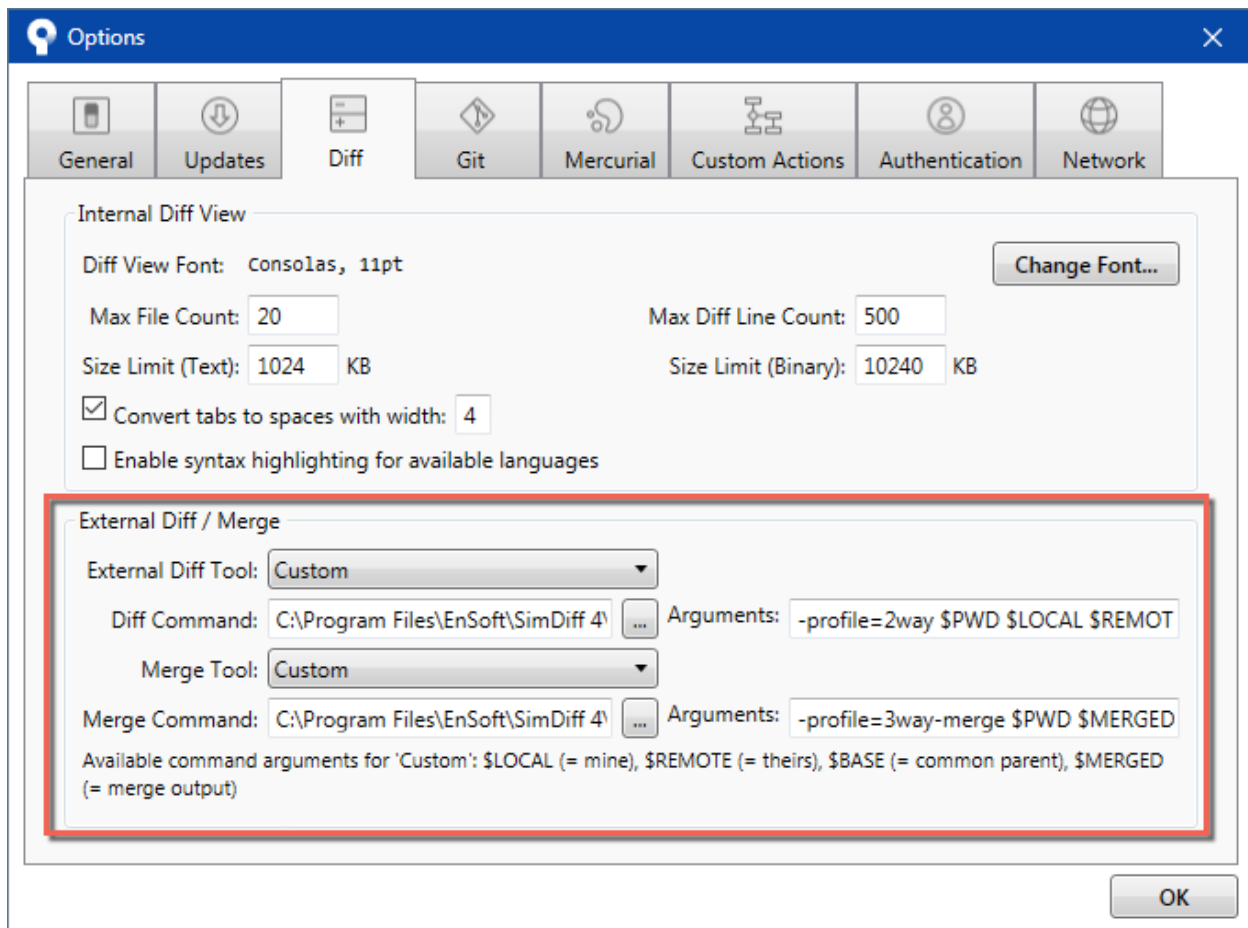 Options
General Updates Diff Git Mercurial Custom Actions Authentication Network
Internal Diff View
Diff View Font: Consolas, 11pt Change Font...
Max File Count: 20 Max Diff Line Count: 500
Size Limit (Text): 1024 KB Size Limit (Binary): 10240 KB
Convert tabs to spaces with width: 4
Enable syntax highlighting for available languages
External Diff / Merge
External Diff Tool: Custom
Diff Command: C:\Program Files\EnSoft\SimDiff 4\ ... Arguments: -profile=2way $PWD $LOCAL $REMOT
Merge Tool: Custom
Merge Command: C:\Program Files\EnSoft\SimDiff 4\ ... Arguments: -profile=3way-merge $PWD $MERGED
Available command arguments for 'Custom': $LOCAL (= mine), $REMOTE (= theirs), $BASE (= common parent), $MERGED
(= merge output)
OK